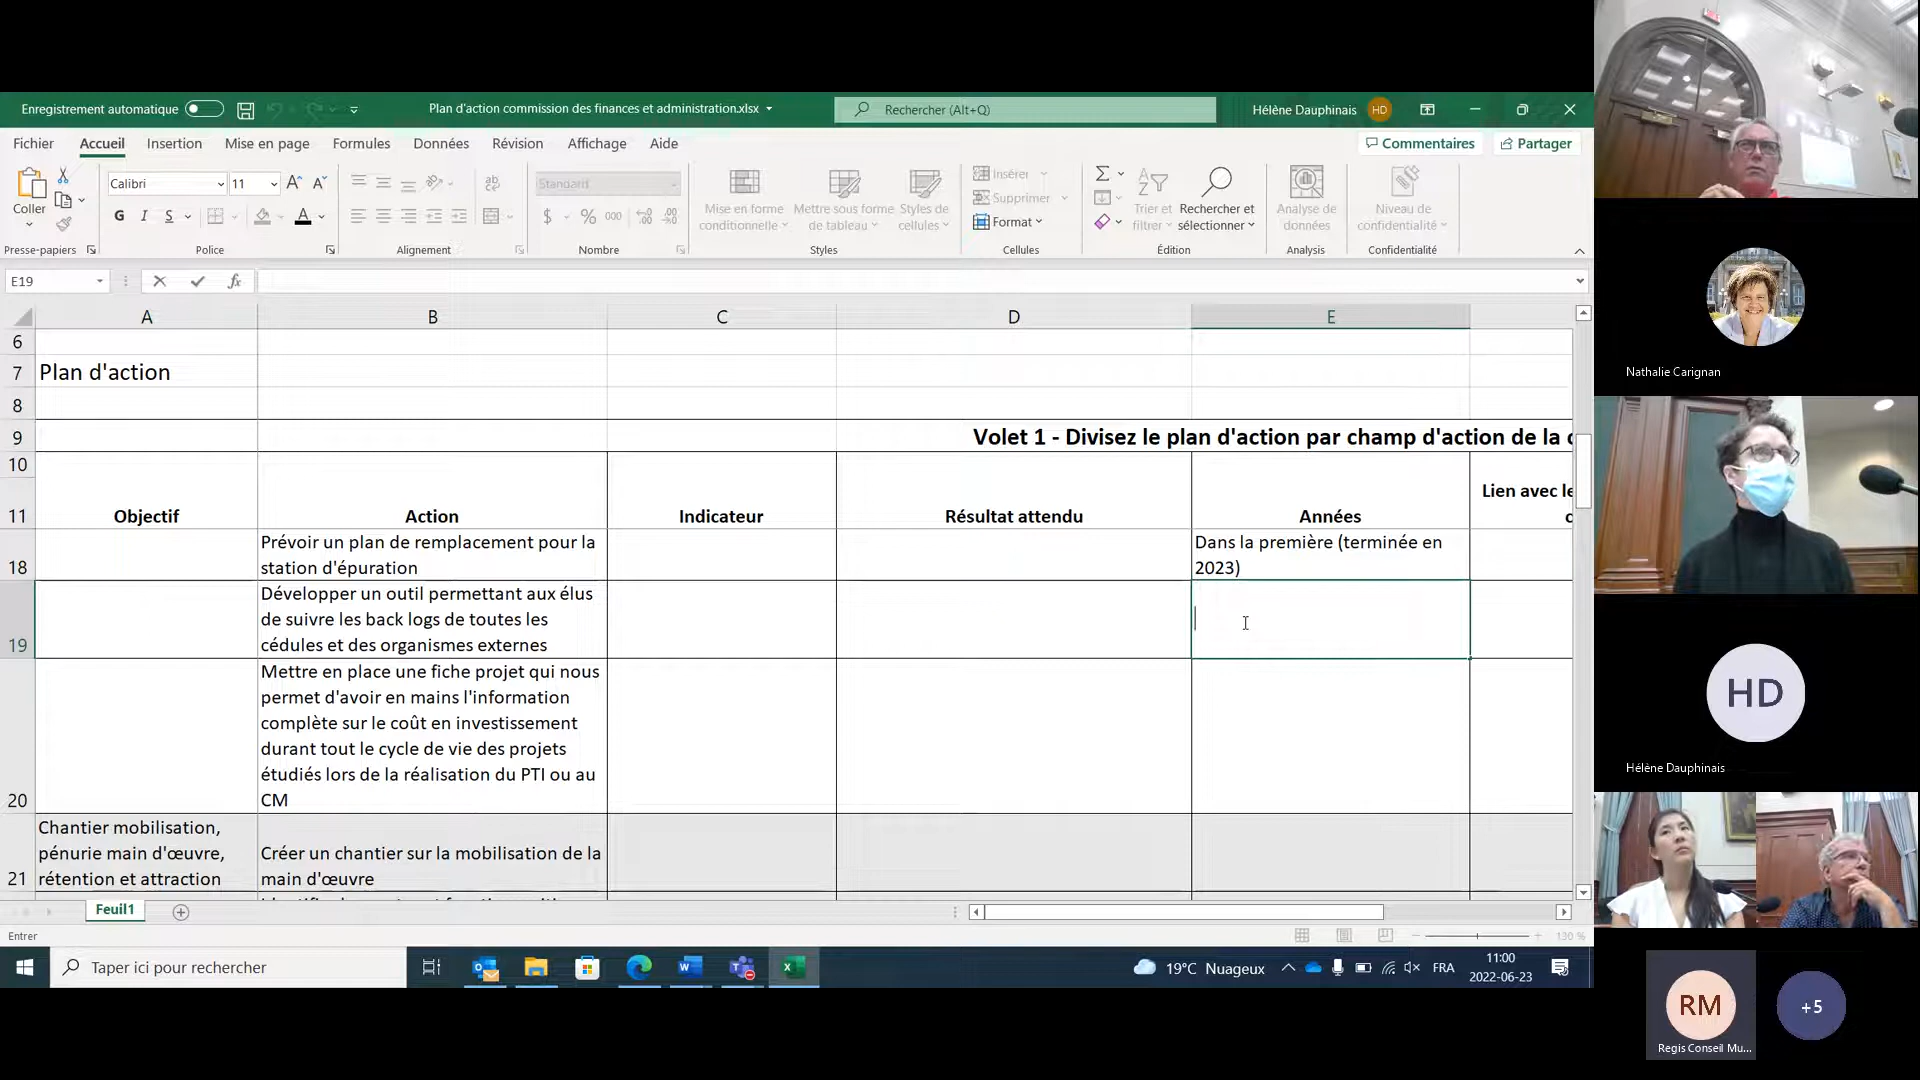 Enregistrement automatique
Plan d'action commission des finances et administration.xlsx
Rechercher (Alt+Q)
Hélène Dauphinais
HD
Fichier
Accueil
Insertion
Mise en page
Formules
Données
Révision
Affichage
Aide
Commentaires
Partager
Coller
Calibri
11
G I S
Standard
$ % 000
Mise en forme
conditionnelle
Mettre sous forme
de tableau
Styles de
cellules
Insérer
Supprimer
Format
Trier et
filtrer
Rechercher et
sélectionner
Analyse de
données
Niveau de
confidentialité
Presse-papiers
Police
Alignement
Nombre
Styles
Cellules
Édition
Analysis
Confidentialité
E19
fx
A B C D E
6
7 Plan d'action
8
9 Volet 1 - Divisez le plan d'action par champ d'action de la c
10
Lien avec le
c
11 Objectif Action Indicateur Résultat attendu Années
Prévoir un plan de remplacement pour la
station d'épuration
Dans la première (terminée en
2023)
18
Développer un outil permettant aux élus
de suivre les back logs de toutes les
cédules et des organismes externes
19
Mettre en place une fiche projet qui nous
permet d'avoir en mains l'information
complète sur le coût en investissement
durant tout le cycle de vie des projets
étudiés lors de la réalisation du PTI ou au
CM
20
Chantier mobilisation,
pénurie main d'œuvre,
rétention et attraction
Créer un chantier sur la mobilisation de la
main d'œuvre
21
Feuil1
Entrer
130 %
Taper ici pour rechercher
19°C Nuageux
FRA
11:00
2022-06-23
Nathalie Carignan
HD
Hélène Dauphinais
RM
Regis Conseil Mu...
+5